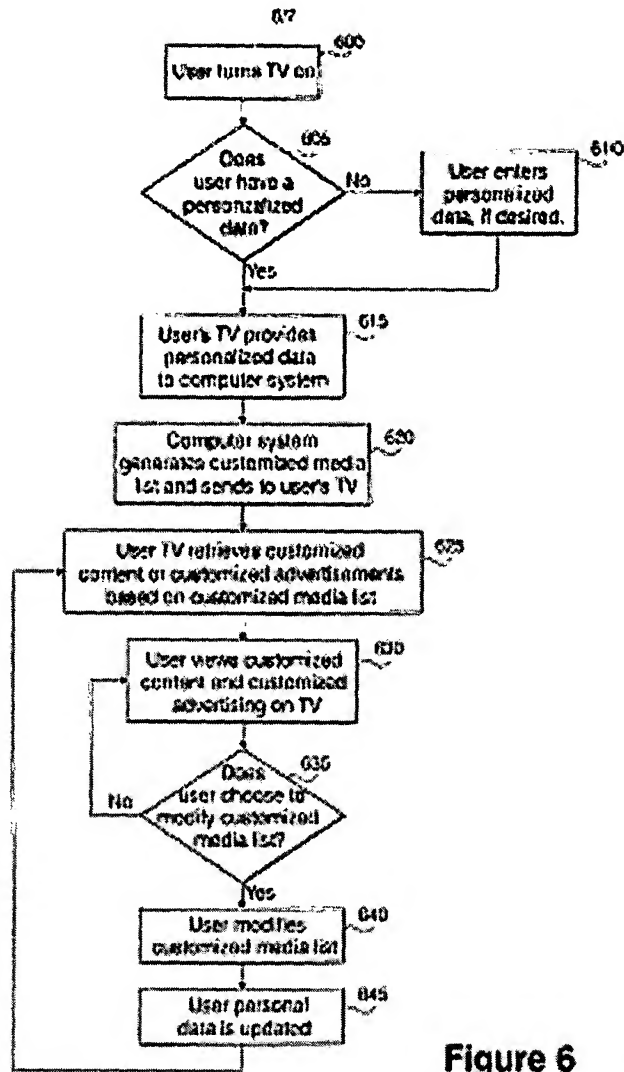 6/7
600
User turns TV on
605
Does
user have a
personalized
data?
No
610
User enters
personalized
data, if desired.
Yes
615
User's TV provides
personalized data
to computer system
620
Computer system
generates customized media
list and sends to user's TV
625
User TV retrieves customized
content or customized advertisements
based on customized media list
630
User views customized
content and customized
advertising on TV
635
Does
user choose to
modify customized
media list?
No
Yes
640
User modifies
customized media list
645
User personal
data is updated
Figure 6